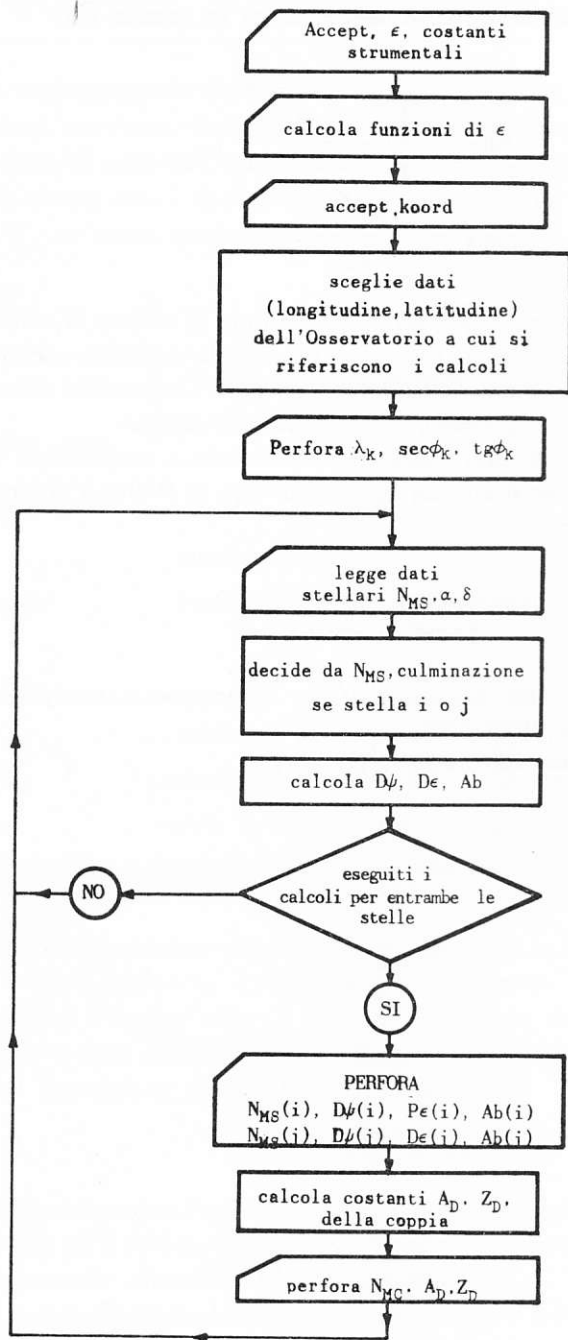 Accept, ε, costanti
strumentali
calcola funzioni di ε
accept,koord
sceglie dati
(longitudine,latitudine)
dell'Osservatorio a cui si
riferiscono i calcoli
Perfora λk, secϕk, tgϕk
legge dati
stellari NMS,α,δ
decide da NMS,culminazione
se stella i o j
calcola Dψ, Dε, Ab
eseguiti i
calcoli per entrambe le
stelle
NO
SI
PERFORA
NMS(i), Dψ(i), Pε(i), Ab(i)
NMS(j), Dψ(j), Dε(j), Ab(i)
calcola costanti AD, ZD,
della coppia
perfora NMC, AD,ZD